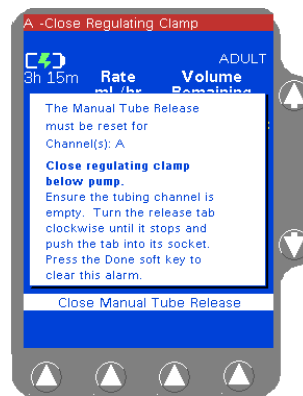 A -Close Regulating Clamp
ADULT
3h 15m Rate Volume
mL/hr Remaining
The Manual Tube Release
must be reset for
Channel(s): A
Close regulating clamp
below pump.
Ensure the tubing channel is
empty. Turn the release tab
clockwise until it stops and
push the tab into its socket.
Press the Done soft key to
clear this alarm.
Close Manual Tube Release